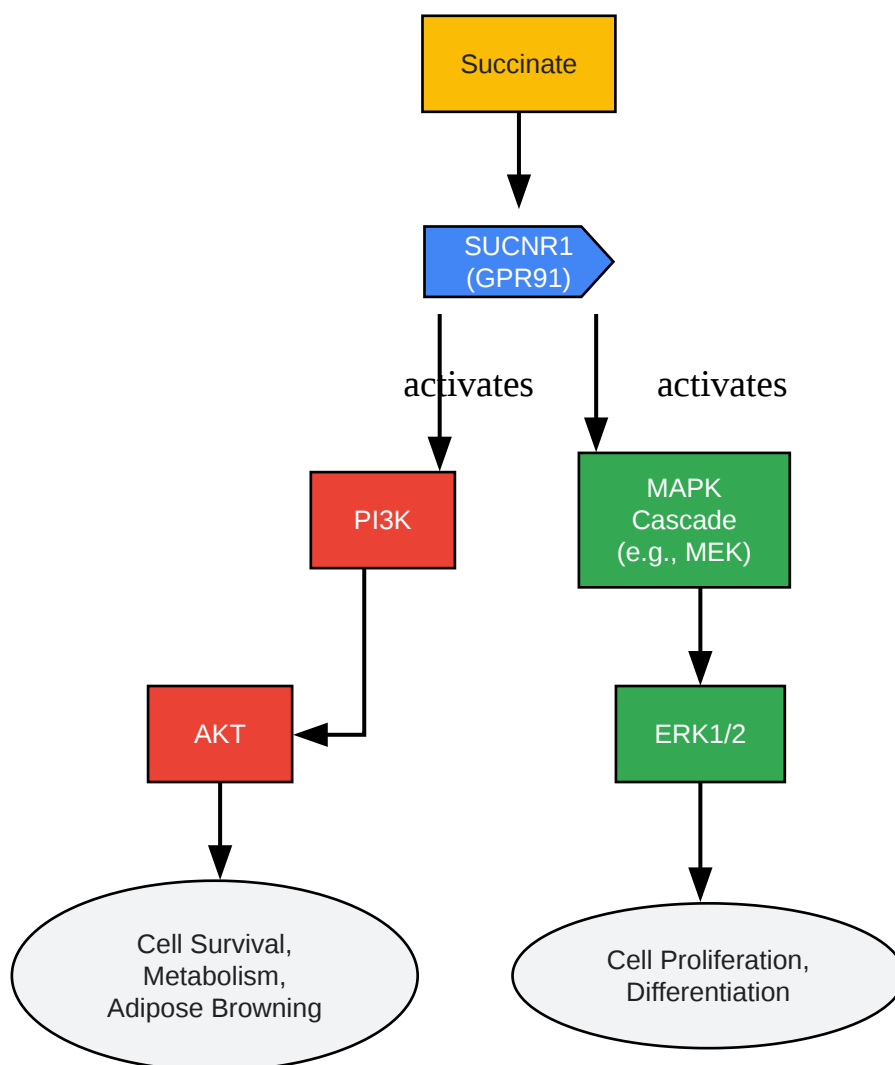 Succinate
SUCNR1
(GPR91)
activates
activates
PI3K
MAPK
Cascade
(e.g., MEK)
AKT
ERK1/2
Cell Survival,
Metabolism,
Adipose Browning
Cell Proliferation,
Differentiation